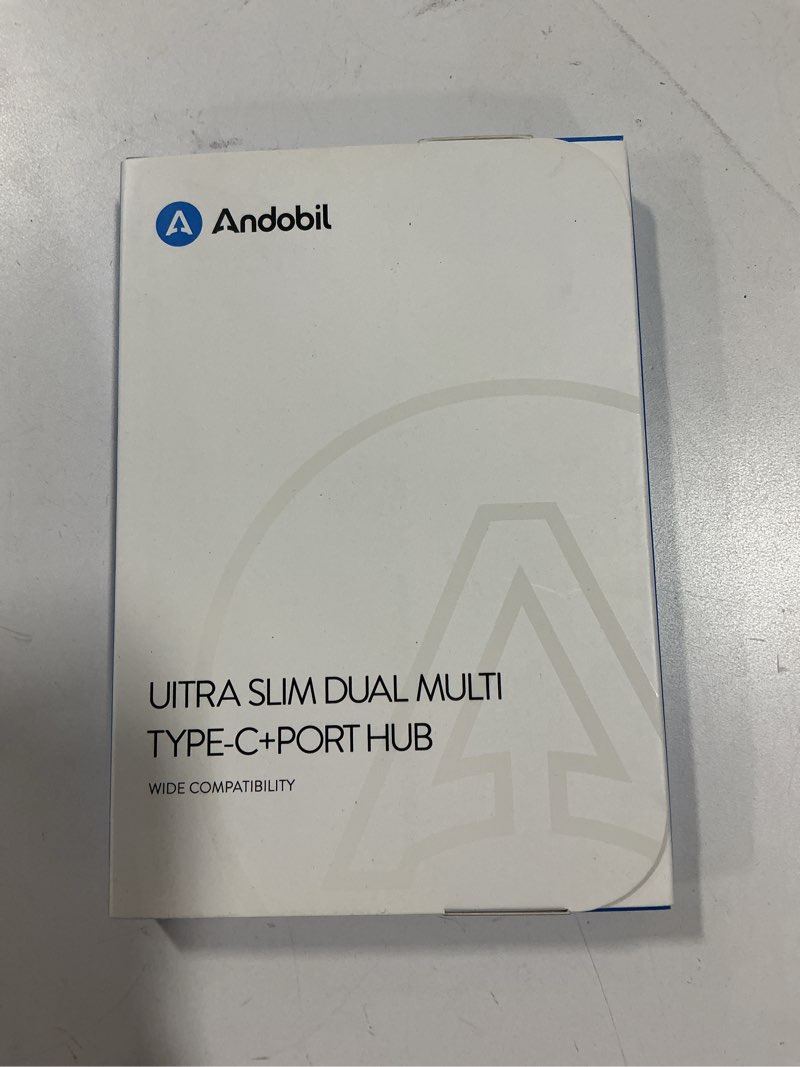 Andobil
UITRA SLIM DUAL MULTI
TYPE-C+PORT HUB
WIDE COMPATIBILITY